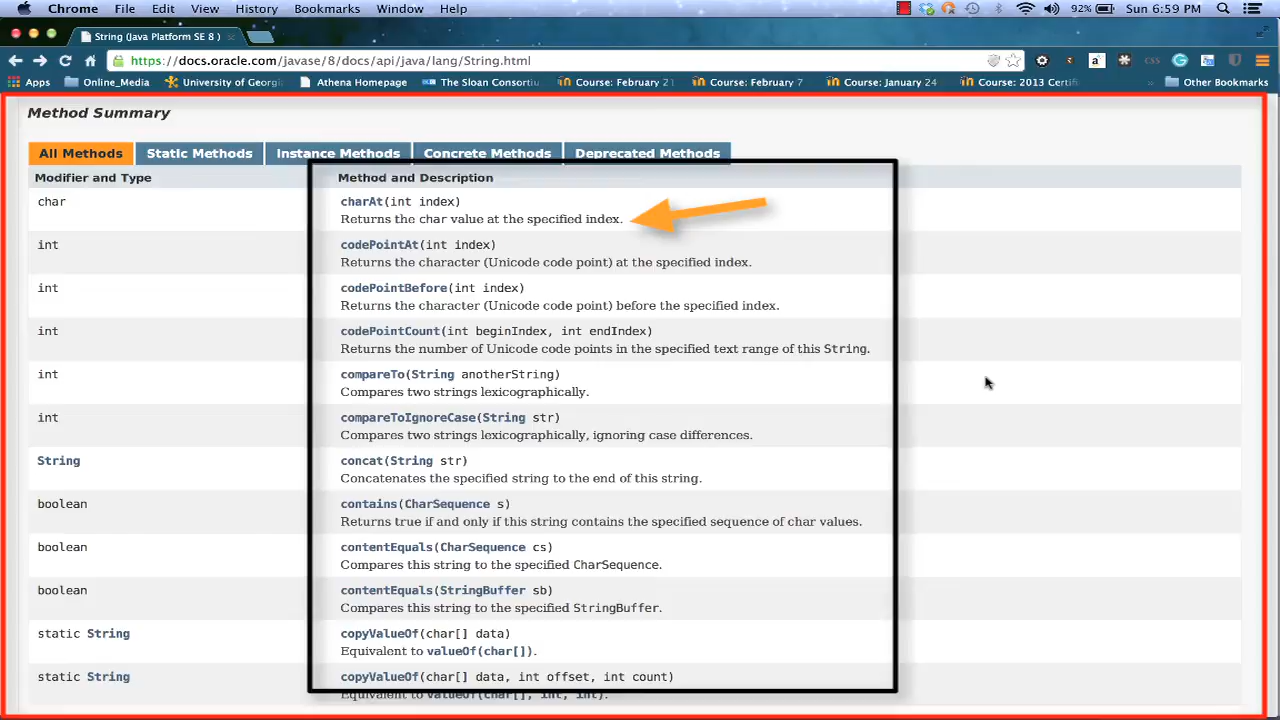 Chrome File Edit View History Bookmarks Window Help 92% Sun 6:59 PM
String (Java Platform SE 8 )
https://docs.oracle.com/javase/8/docs/api/java/lang/String.html
Apps Online_Media University of Georgi Athena Homepage The Sloan Consortiu Course: February 21 Course: February 7 Course: January 24 Course: 2013 Certifi » Other Bookmarks
Method Summary
All Methods Static Methods Instance Methods Concrete Methods Deprecated Methods
Modifier and Type Method and Description
char charAt(int index)
Returns the char value at the specified index.
int codePointAt(int index)
Returns the character (Unicode code point) at the specified index.
int codePointBefore(int index)
Returns the character (Unicode code point) before the specified index.
int codePointCount(int beginIndex, int endIndex)
Returns the number of Unicode code points in the specified text range of this String.
int compareTo(String anotherString)
Compares two strings lexicographically.
int compareToIgnoreCase(String str)
Compares two strings lexicographically, ignoring case differences.
String concat(String str)
Concatenates the specified string to the end of this string.
boolean contains(CharSequence s)
Returns true if and only if this string contains the specified sequence of char values.
boolean contentEquals(CharSequence cs)
Compares this string to the specified CharSequence.
boolean contentEquals(StringBuffer sb)
Compares this string to the specified StringBuffer.
static String copyValueOf(char[] data)
Equivalent to valueOf(char[]).
static String copyValueOf(char[] data, int offset, int count)
Equivalent to valueOf(char[], int, int).